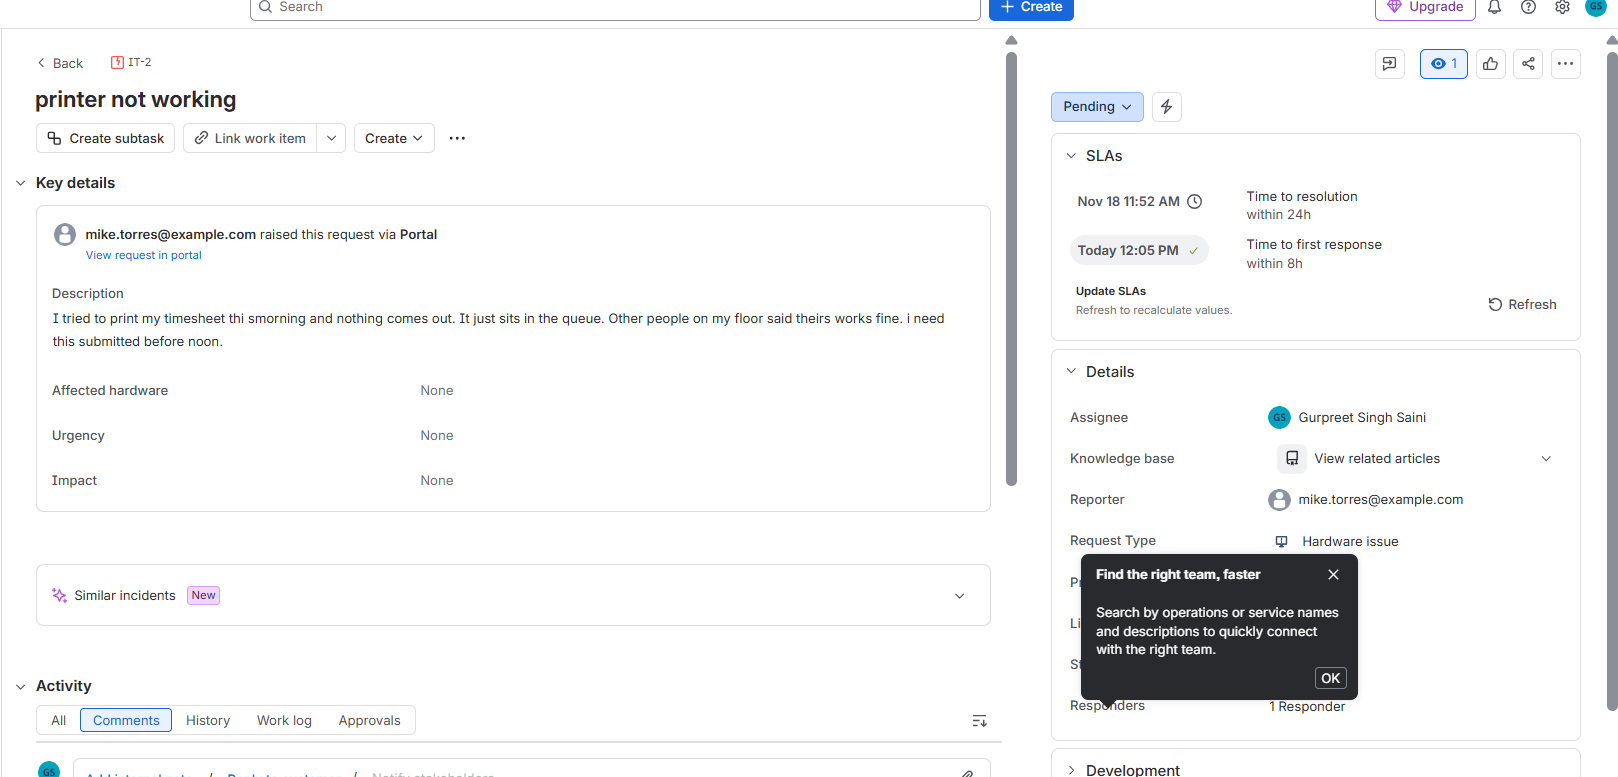 Search
+ Create
Upgrade
GS
Back
IT-2
printer not working
Create subtask
Link work item
Create
Key details
mike.torres@example.com raised this request via Portal
View request in portal
Description
I tried to print my timesheet thi smorning and nothing comes out. It just sits in the queue. Other people on my floor said theirs works fine. i need
this submitted before noon.
Affected hardware None
Urgency None
Impact None
Similar incidents New
Activity
All Comments History Work log Approvals
GS
1
Pending
SLAs
Nov 18 11:52 AM Time to resolution
within 24h
Today 12:05 PM Time to first response
within 8h
Update SLAs
Refresh to recalculate values.
Refresh
Details
Assignee GS Gurpreet Singh Saini
Knowledge base View related articles
Reporter mike.torres@example.com
Request Type Hardware issue
Find the right team, faster
Search by operations or service names
and descriptions to quickly connect
with the right team.
OK
Responders 1 Responder
Development